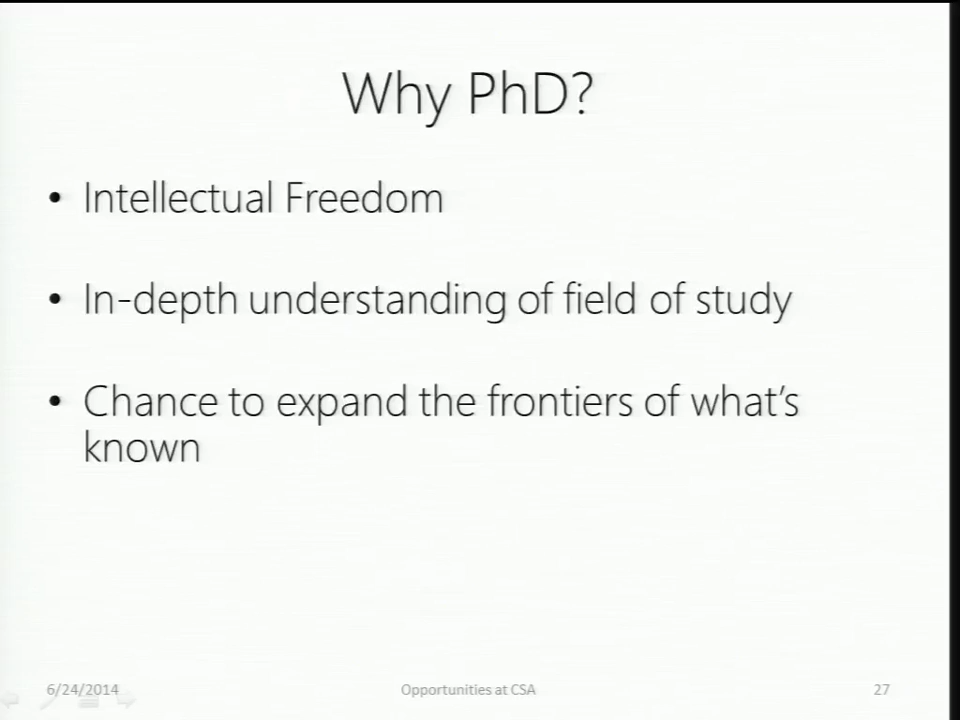 Why PhD?
• Intellectual Freedom
• In-depth understanding of field of study
• Chance to expand the frontiers of what's
known
6/24/2014
Opportunities at CSA
27